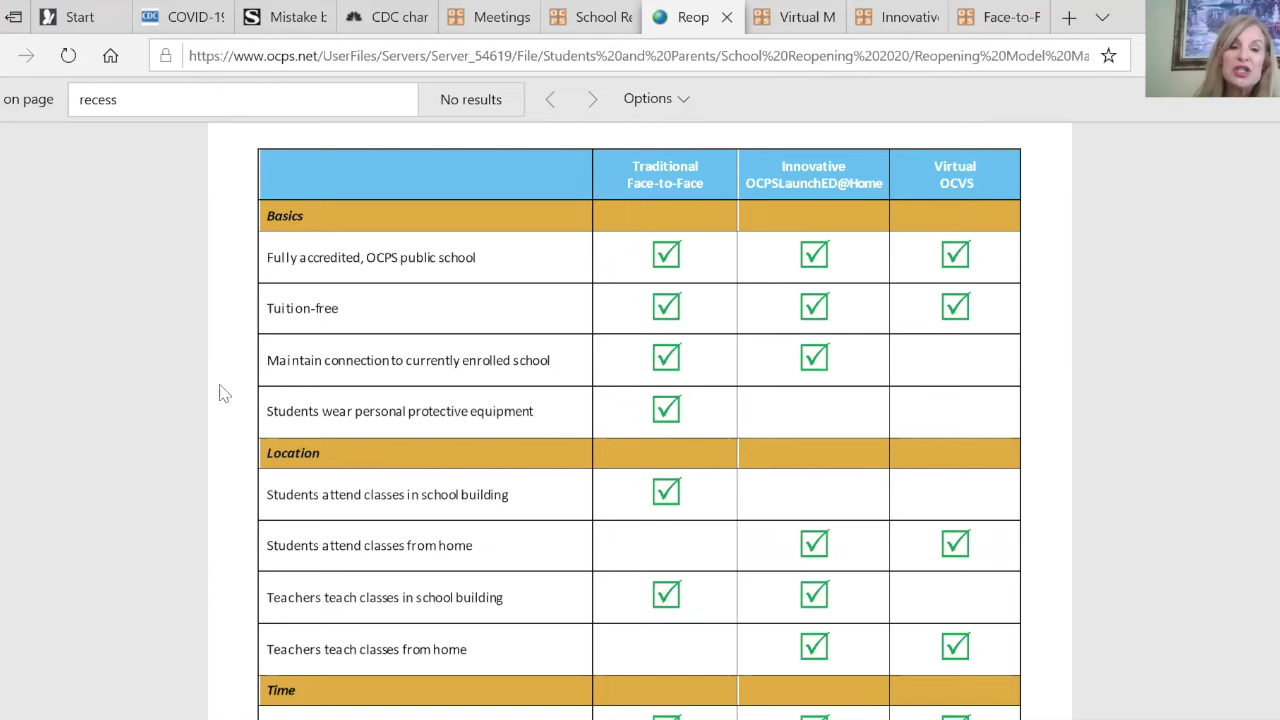 Start COVID-19 Mistake b CDC char Meetings School Re Reop Virtual M Innovativ Face-to-F
https://www.ocps.net/UserFiles/Servers/Server_54619/File/Students%20and%20Parents/School%20Reopening%202020/Reopening%20Model%20Ma
on page recess No results Options
Traditional Face-to-Face Innovative OCPSLaunchED@Home Virtual OCVS
Basics
Fully accredited, OCPS public school
Tuition-free
Maintain connection to currently enrolled school
Students wear personal protective equipment
Location
Students attend classes in school building
Students attend classes from home
Teachers teach classes in school building
Teachers teach classes from home
Time